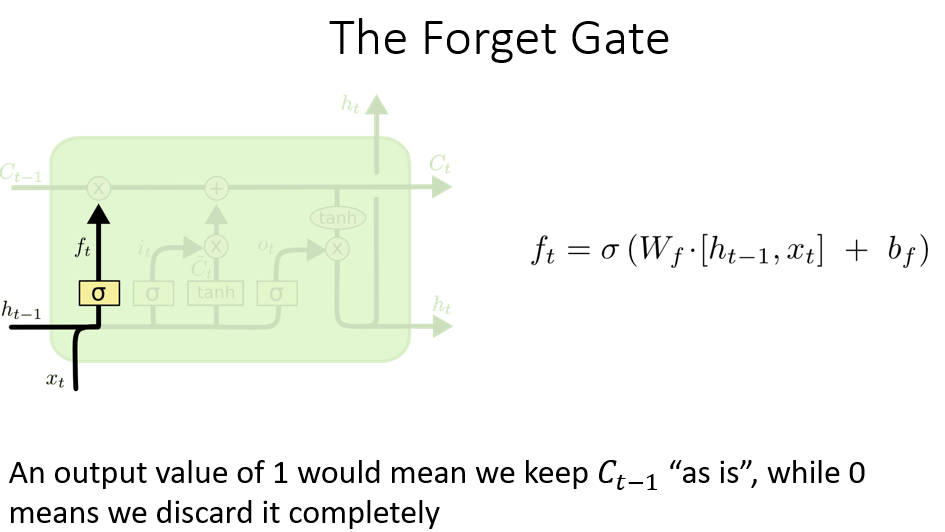 The Forget Gate
h_t
C_{t-1}
C_t
x
+
tanh
f_t
i_t
o_t
x
x
C̃_t
f_t = σ (W_f · [h_{t-1}, x_t] + b_f)
σ
σ
tanh
σ
h_{t-1}
h_t
x_t
An output value of 1 would mean we keep C_{t-1} “as is”, while 0
means we discard it completely